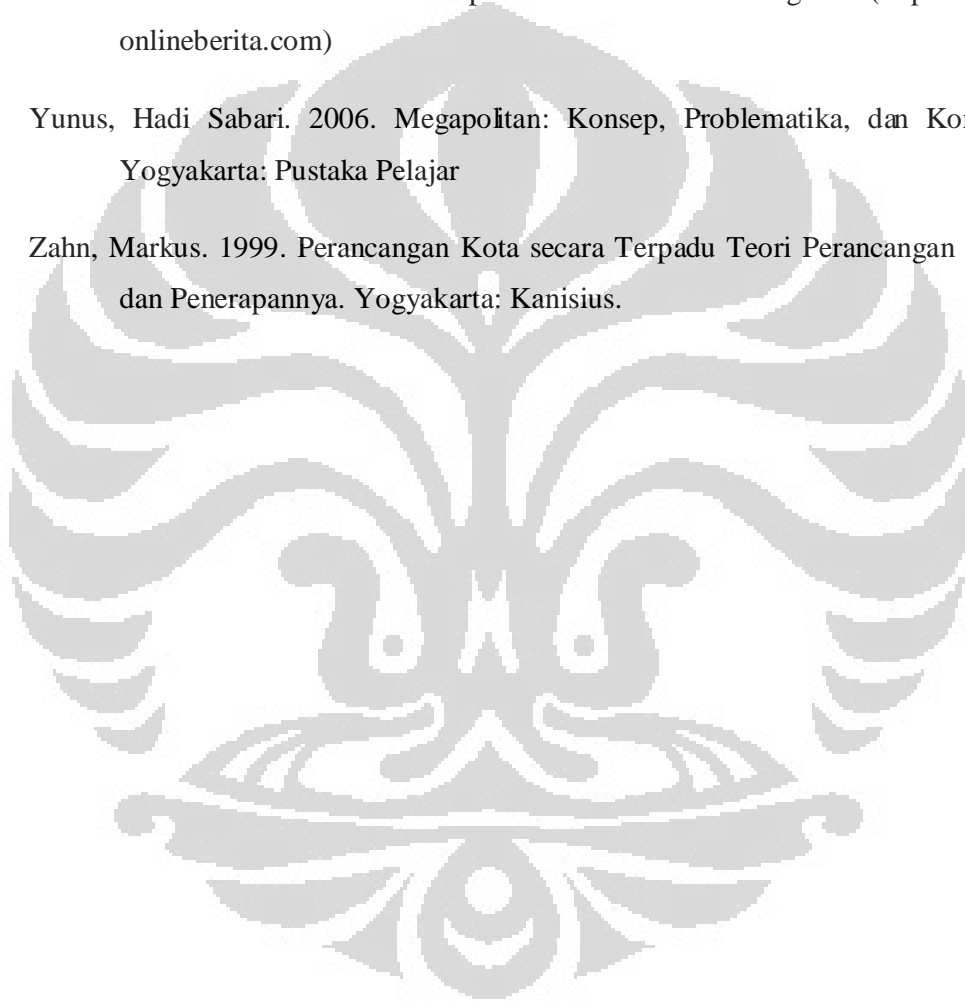 onlineberita.com)
Yunus, Hadi Sabari. 2006. Megapolitan: Konsep, Problematika, dan
Yogyakarta: Pustaka Pelajar
Zahn, Markus. 1999. Perancangan Kota secara Terpadu Teori Perancangan
dan Penerapannya. Yogyakarta: Kanisius.